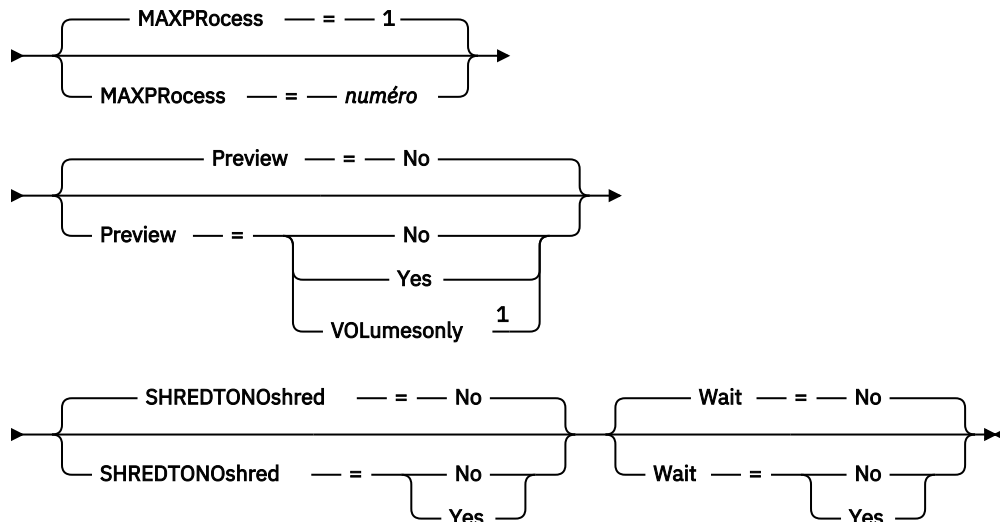 MAXPRocess = 1
MAXPRocess = numéro
Preview = No
Preview = No
Yes
VOLumesonly 1
SHREDTONOshred = No Wait = No
SHREDTONOshred = No Wait = No
Yes Yes